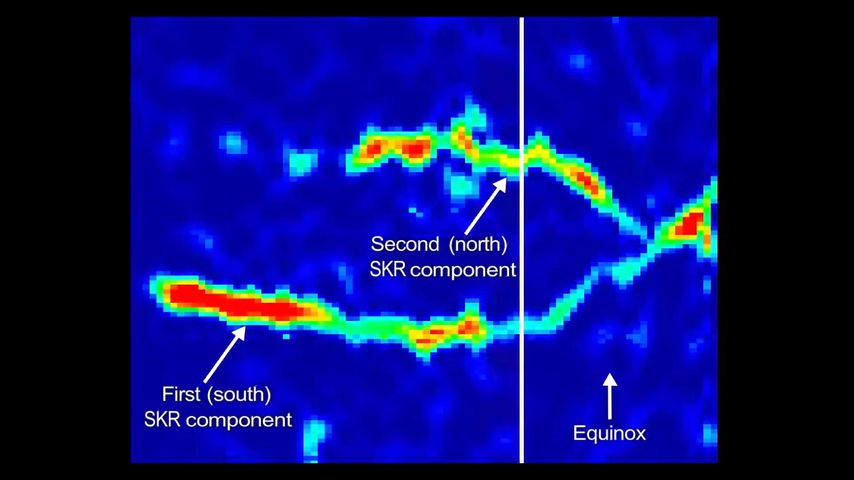 Second (north)
SKR component
First (south)
SKR component
Equinox